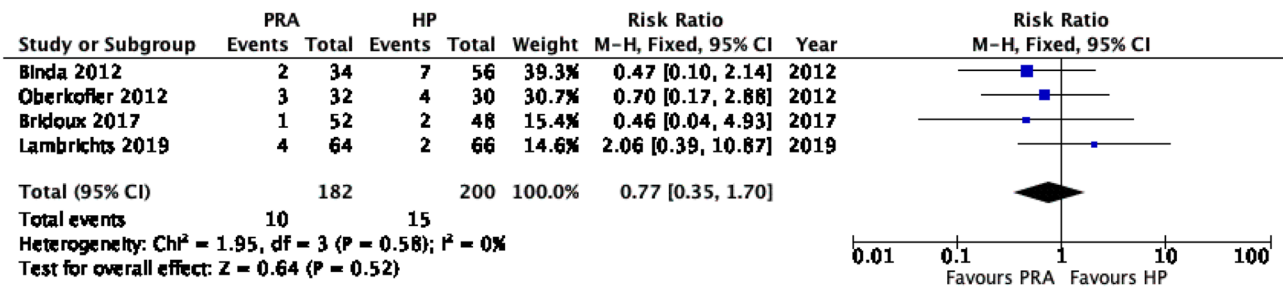 PRA HP Risk Ratio Risk Ratio
Study or Subgroup Events Total Events Total Weight M-H, Fixed, 95% CI Year M-H, Fixed, 95% CI
Binda 2012 2 34 7 56 39.3% 0.47 [0.10, 2.14] 2012
Oberkofler 2012 3 32 4 30 30.7% 0.70 [0.17, 2.88] 2012
Bridoux 2017 1 52 2 48 15.4% 0.46 [0.04, 4.93] 2017
Lambrichts 2019 4 64 2 66 14.6% 2.06 [0.39, 10.87] 2019
Total (95% CI) 182 200 100.0% 0.77 [0.35, 1.70]
Total events 10 15
Heterogeneity: Chi² = 1.95, df = 3 (P = 0.58); I² = 0%
Test for overall effect: Z = 0.64 (P = 0.52)
0.01 0.1 1 10 100
Favours PRA Favours HP